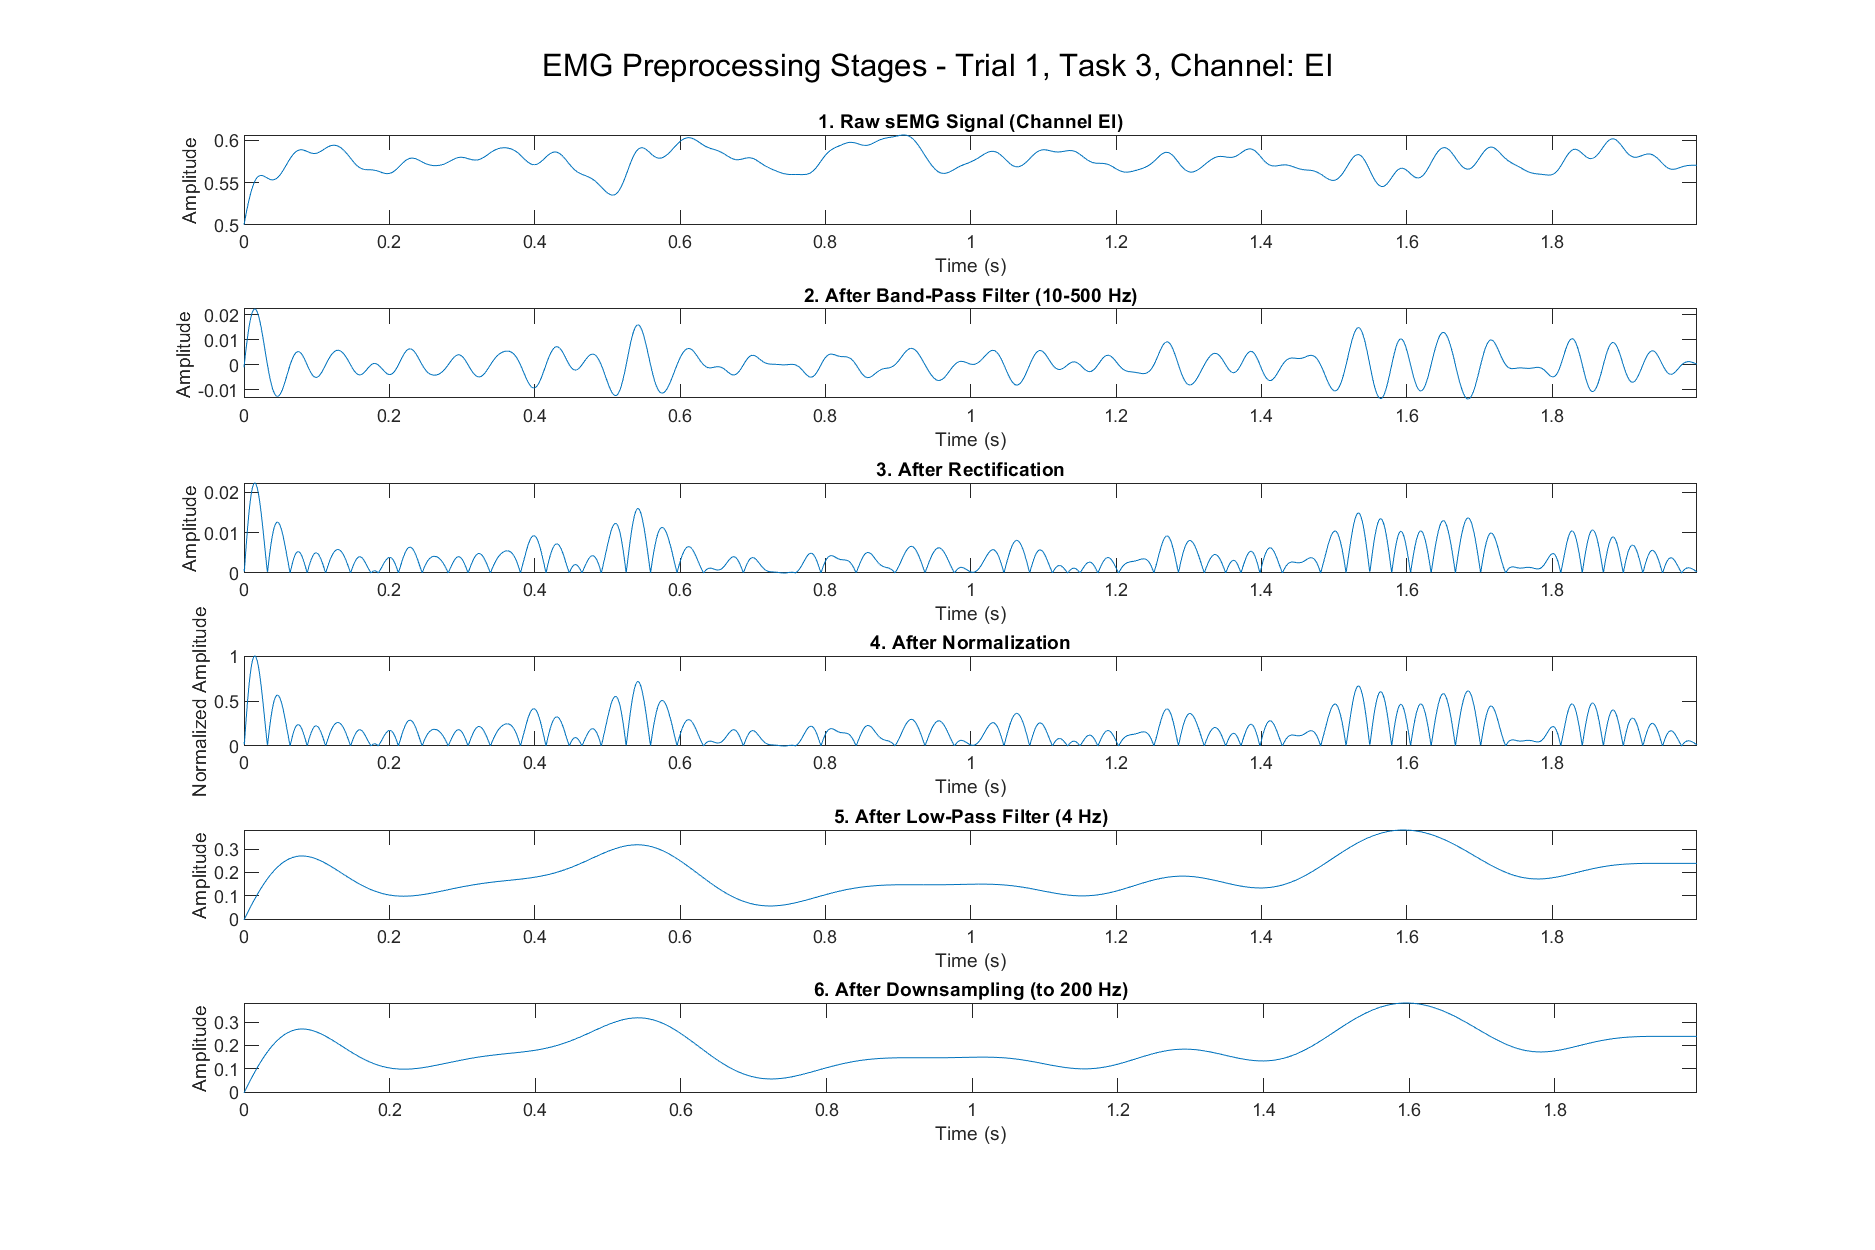 EMG Preprocessing Stages - Trial 1, Task 3, Channel: EI
1. Raw sEMG Signal (Channel EI)
Amplitude
0.6
0.55
0.5
0 0.2 0.4 0.6 0.8 1 1.2 1.4 1.6 1.8
Time (s)
2. After Band-Pass Filter (10-500 Hz)
Amplitude
0.02
0.01
0
-0.01
0 0.2 0.4 0.6 0.8 1 1.2 1.4 1.6 1.8
Time (s)
3. After Rectification
Amplitude
0.02
0.01
0
0 0.2 0.4 0.6 0.8 1 1.2 1.4 1.6 1.8
Time (s)
4. After Normalization
Normalized Amplitude
1
0.5
0
0 0.2 0.4 0.6 0.8 1 1.2 1.4 1.6 1.8
Time (s)
5. After Low-Pass Filter (4 Hz)
Amplitude
0.3
0.2
0.1
0
0 0.2 0.4 0.6 0.8 1 1.2 1.4 1.6 1.8
Time (s)
6. After Downsampling (to 200 Hz)
Amplitude
0.3
0.2
0.1
0
0 0.2 0.4 0.6 0.8 1 1.2 1.4 1.6 1.8
Time (s)